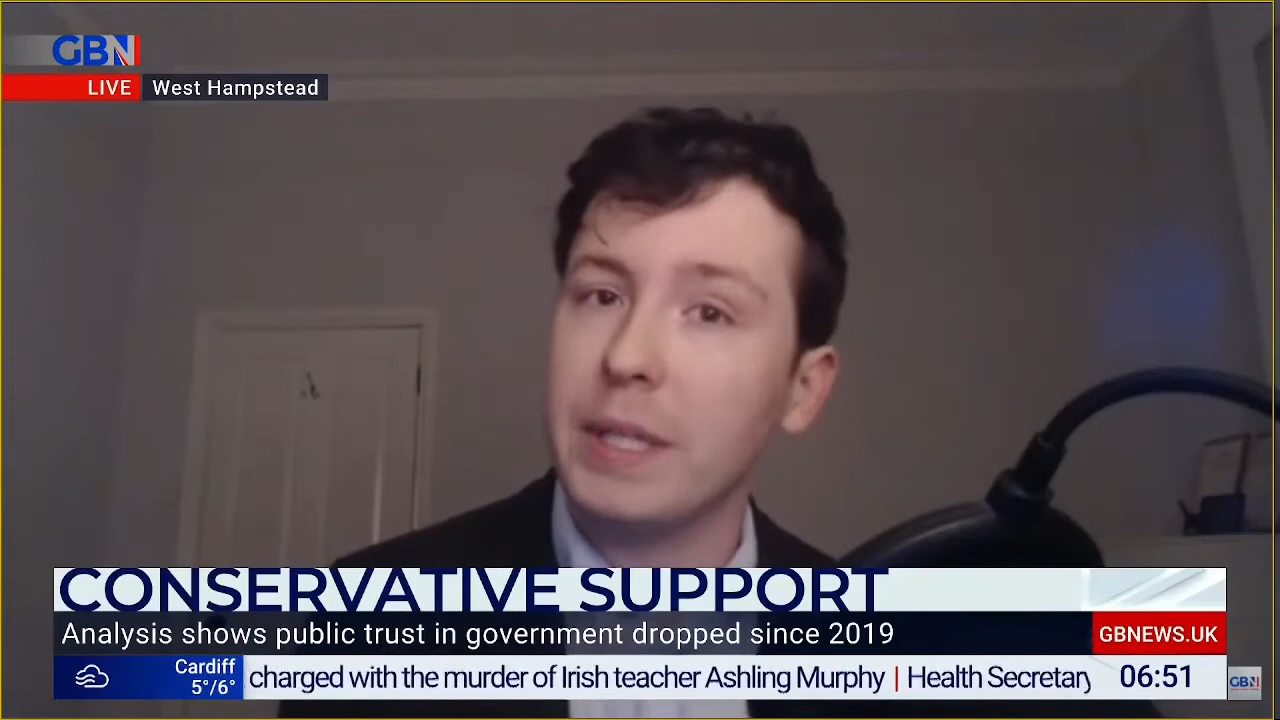 GBN
LIVE West Hampstead
CONSERVATIVE SUPPORT
Analysis shows public trust in government dropped since 2019
GBNEWS.UK
Cardiff
5°/6°
charged with the murder of Irish teacher Ashling Murphy | Health Secretary
06:51
GBN